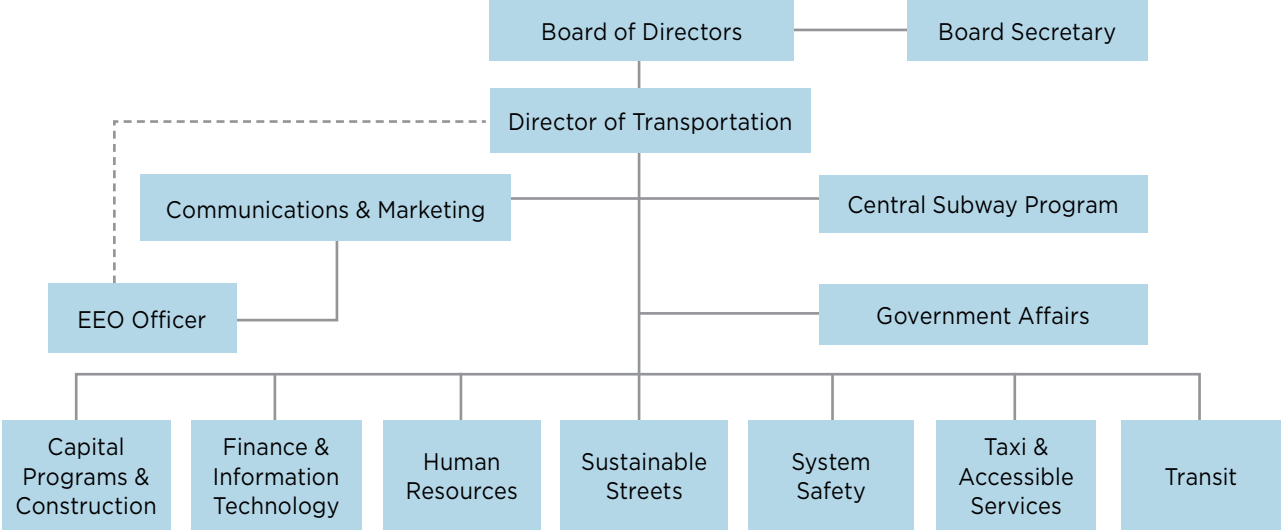 Board of Directors
Board Secretary
Director of Transportation
Communications & Marketing
Central Subway Program
EEO Officer
Government Affairs
Capital
Programs &
Construction
Finance &
Information
Technology
Human
Resources
Sustainable
Streets
System
Safety
Taxi &
Accessible
Services
Transit